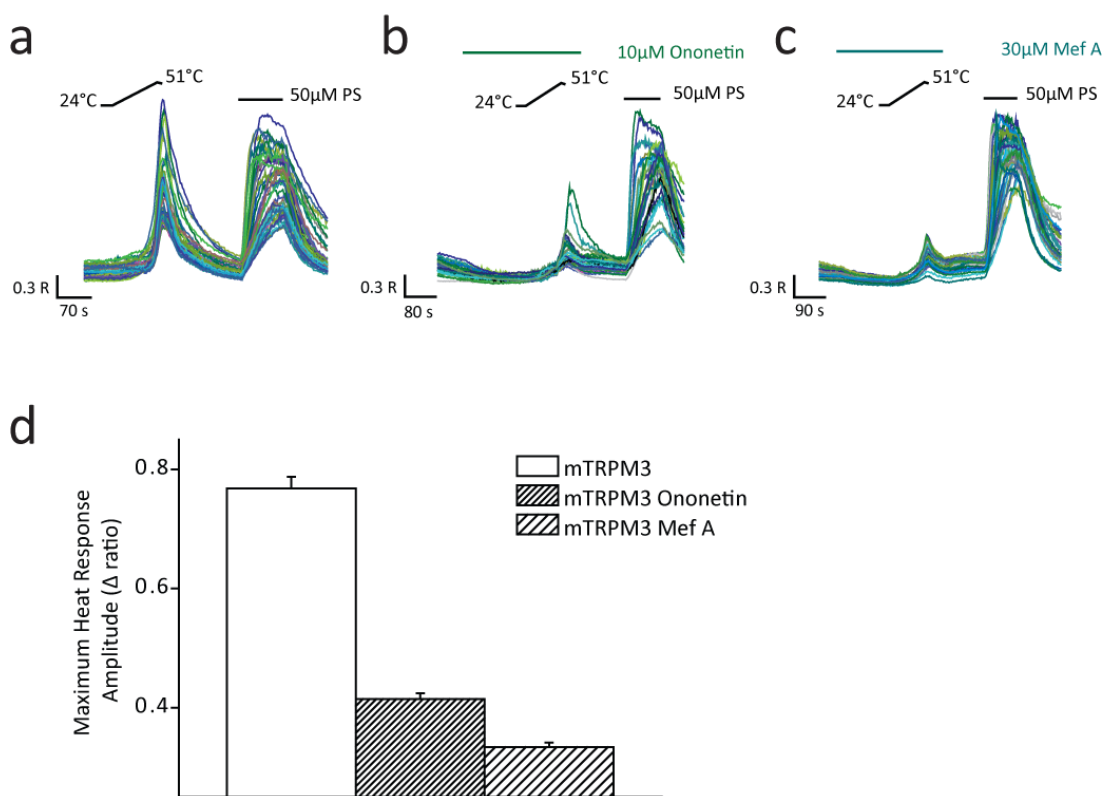 a
24°C
51°C
50µM PS
0.3 R
70 s
b
10µM Ononetin
24°C
51°C
50µM PS
0.3 R
80 s
c
30µM Mef A
24°C
51°C
50µM PS
0.3 R
90 s
d
Maximum Heat Response
Amplitude (Δ ratio)
0.8
0.6
0.4
mTRPM3
mTRPM3 Ononetin
mTRPM3 Mef A